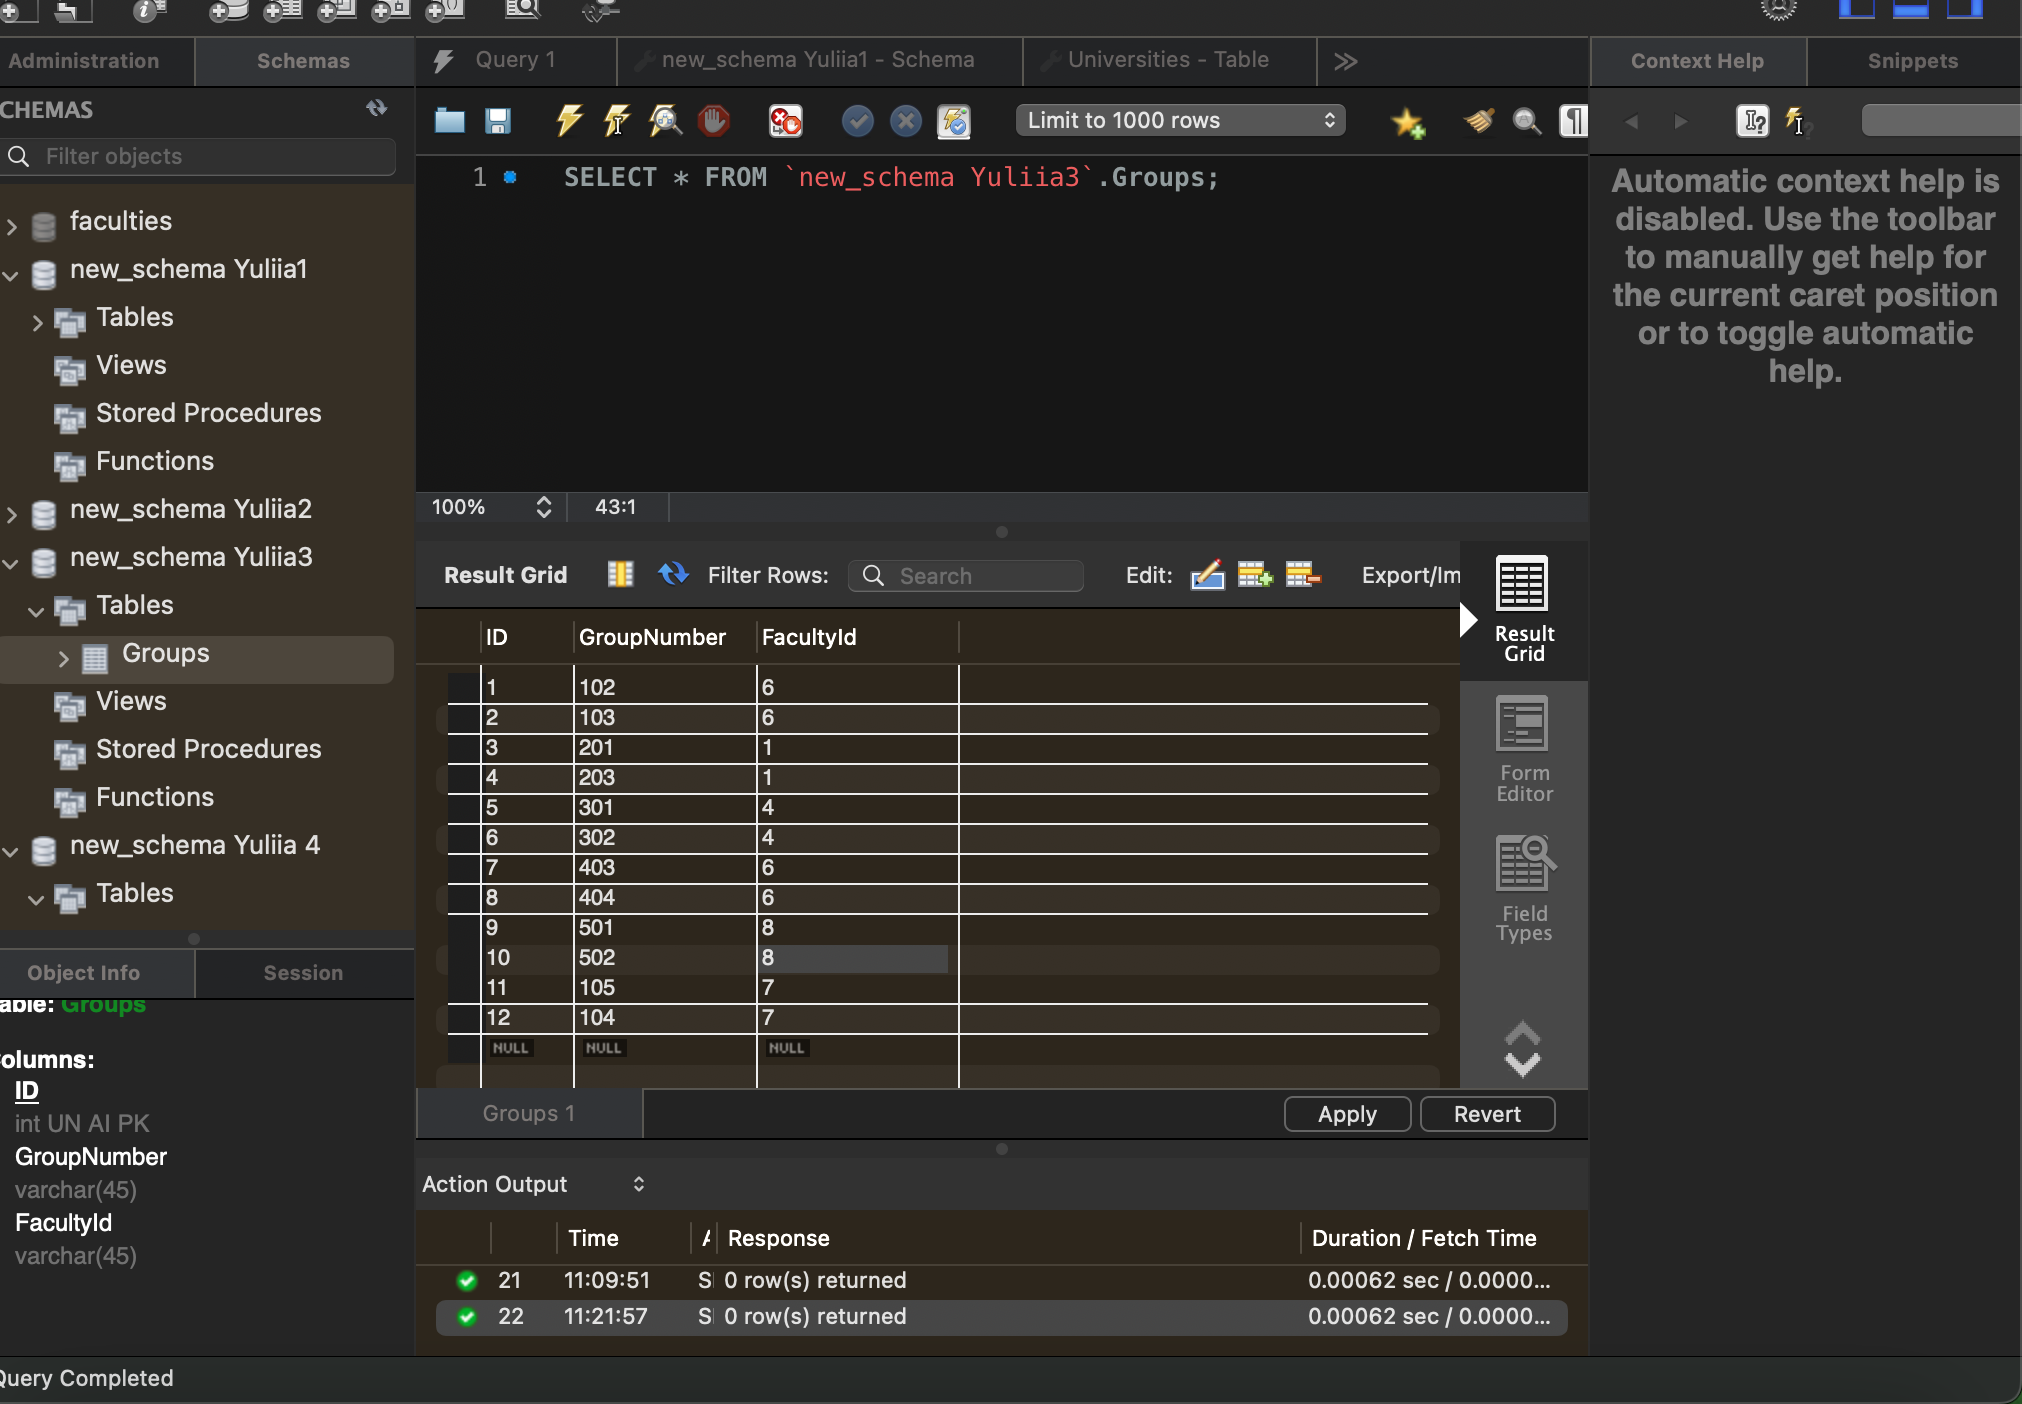 Administration
Schemas
CHEMAS
Filter objects
faculties
new_schema Yuliia1
Tables
Views
Stored Procedures
Functions
new_schema Yuliia2
new_schema Yuliia3
Tables
Groups
Views
Stored Procedures
Functions
new_schema Yuliia 4
Tables
Object Info
Session
able: Groups
olumns:
ID
int UN AI PK
GroupNumber
varchar(45)
FacultyId
varchar(45)
Query 1
new_schema Yuliia1 - Schema
Universities - Table
Limit to 1000 rows
1 SELECT * FROM `new_schema Yuliia3`.Groups;
100%
43:1
Result Grid
Filter Rows:
Search
Edit:
Export/Im
ID GroupNumber FacultyId
1 102 6
2 103 6
3 201 1
4 203 1
5 301 4
6 302 4
7 403 6
8 404 6
9 501 8
10 502 8
11 105 7
12 104 7
NULL NULL NULL
Result
Grid
Form
Editor
Field
Types
Groups 1
Apply
Revert
Action Output
Time Response Duration / Fetch Time
21 11:09:51 S 0 row(s) returned 0.00062 sec / 0.0000...
22 11:21:57 S 0 row(s) returned 0.00062 sec / 0.0000...
Context Help
Snippets
Automatic context help is
disabled. Use the toolbar
to manually get help for
the current caret position
or to toggle automatic
help.
Query Completed